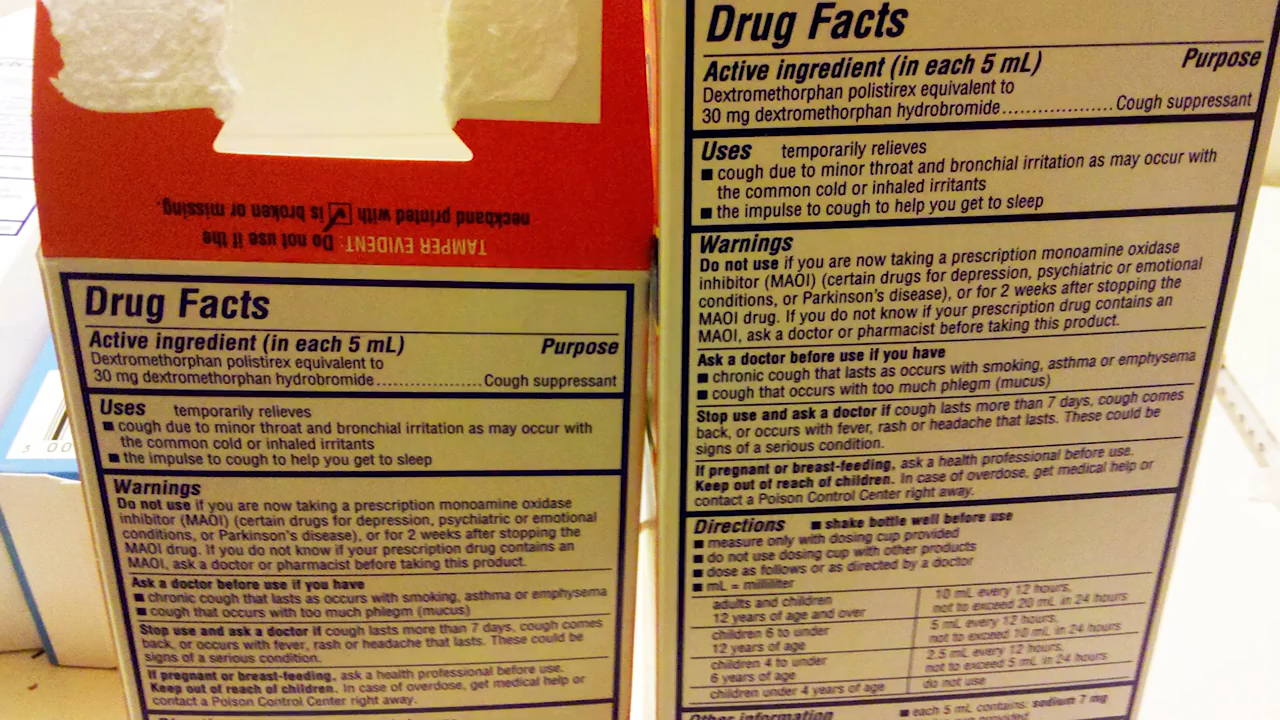 neckband printed with is broken or missing.
TAMPER EVIDENT: Do not use if the
Drug Facts
Active ingredient (in each 5 mL) Purpose
Dextromethorphan polistirex equivalent to
30 mg dextromethorphan hydrobromide.................... Cough suppressant
Uses temporarily relieves
■ cough due to minor throat and bronchial irritation as may occur with
the common cold or inhaled irritants
■ the impulse to cough to help you get to sleep
Warnings
Do not use if you are now taking a prescription monoamine oxidase
inhibitor (MAOI) (certain drugs for depression, psychiatric or emotional
conditions, or Parkinson's disease), or for 2 weeks after stopping the
MAOI drug. If you do not know if your prescription drug contains an
MAOI, ask a doctor or pharmacist before taking this product.
Ask a doctor before use if you have
■ chronic cough that lasts as occurs with smoking, asthma or emphysema
■ cough that occurs with too much phlegm (mucus)
Stop use and ask a doctor if cough lasts more than 7 days, cough comes
back, or occurs with fever, rash or headache that lasts. These could be
signs of a serious condition.
If pregnant or breast-feeding, ask a health professional before use.
Keep out of reach of children. In case of overdose, get medical help or
contact a Poison Control Center right away.
Drug Facts
Active ingredient (in each 5 mL) Purpose
Dextromethorphan polistirex equivalent to
30 mg dextromethorphan hydrobromide.................... Cough suppressant
Uses temporarily relieves
■ cough due to minor throat and bronchial irritation as may occur with
the common cold or inhaled irritants
■ the impulse to cough to help you get to sleep
Warnings
Do not use if you are now taking a prescription monoamine oxidase
inhibitor (MAOI) (certain drugs for depression, psychiatric or emotional
conditions, or Parkinson's disease), or for 2 weeks after stopping the
MAOI drug. If you do not know if your prescription drug contains an
MAOI, ask a doctor or pharmacist before taking this product.
Ask a doctor before use if you have
■ chronic cough that lasts as occurs with smoking, asthma or emphysema
■ cough that occurs with too much phlegm (mucus)
Stop use and ask a doctor if cough lasts more than 7 days, cough comes
back, or occurs with fever, rash or headache that lasts. These could be
signs of a serious condition.
If pregnant or breast-feeding, ask a health professional before use.
Keep out of reach of children. In case of overdose, get medical help or
contact a Poison Control Center right away.
Directions ■ shake bottle well before use
■ measure only with dosing cup provided
■ do not use dosing cup with other products
■ dose as follows or as directed by a doctor
■ mL = milliliter
adults and children 10 mL every 12 hours,
12 years of age and over not to exceed 20 mL in 24 hours
children 6 to under 5 mL every 12 hours,
12 years of age not to exceed 10 mL in 24 hours
children 4 to under 2.5 mL every 12 hours,
6 years of age not to exceed 5 mL in 24 hours
children under 4 years of age do not use
Other information ■ each 5 mL contains: sodium 7 mg